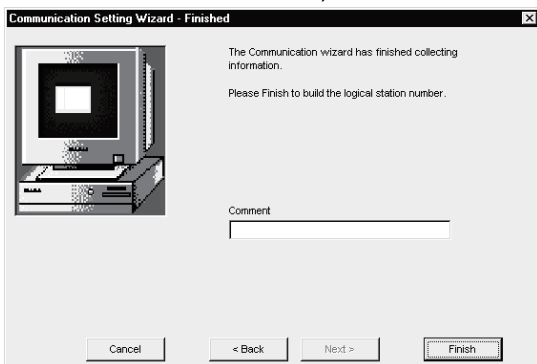 Communication Setting Wizard - Finished
The Communication wizard has finished collecting
information.
Please Finish to build the logical station number.
Comment
Cancel
< Back
Next >
Finish